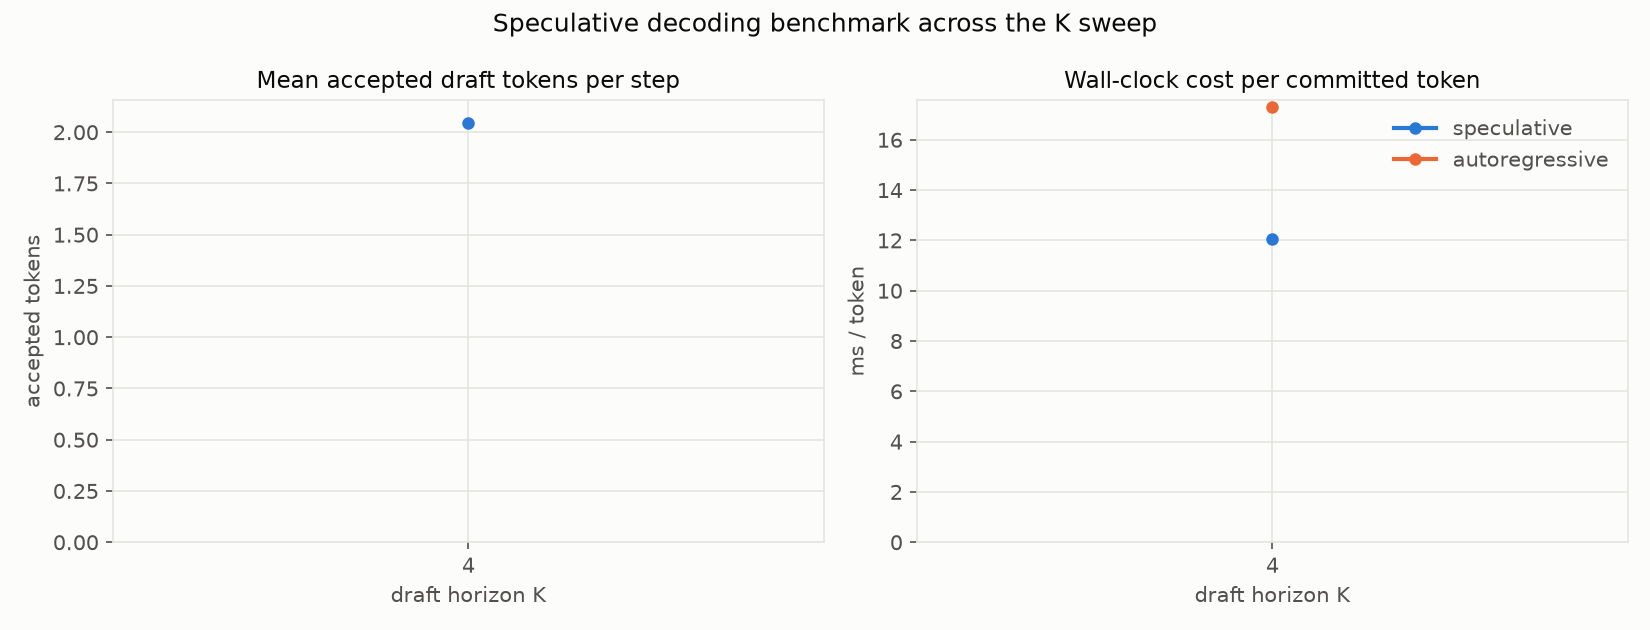 Speculative decoding benchmark across the K sweep
Mean accepted draft tokens per step
accepted tokens
2.00
1.75
1.50
1.25
1.00
0.75
0.50
0.25
0.00
4
draft horizon K
Wall-clock cost per committed token
ms / token
16
14
12
10
8
6
4
2
0
speculative
autoregressive
4
draft horizon K